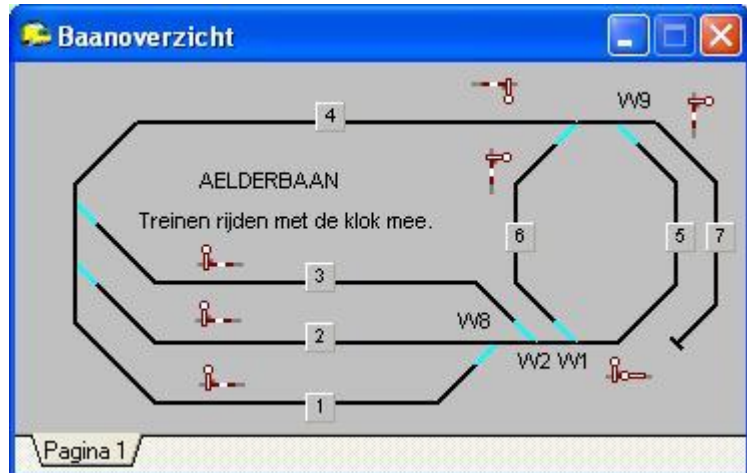 Baanoverzicht
W9
4
AELDERBAAN
Treinen rijden met de klok mee.
6
5
7
3
W8
2
W2 W1
1
Pagina 1